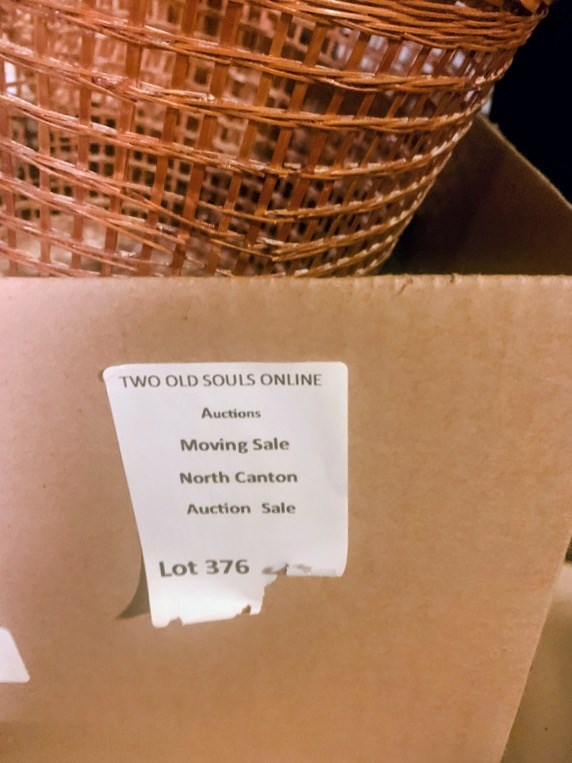 TWO OLD SOULS ONLINE
Auctions
Moving Sale
North Canton
Auction Sale
Lot 376